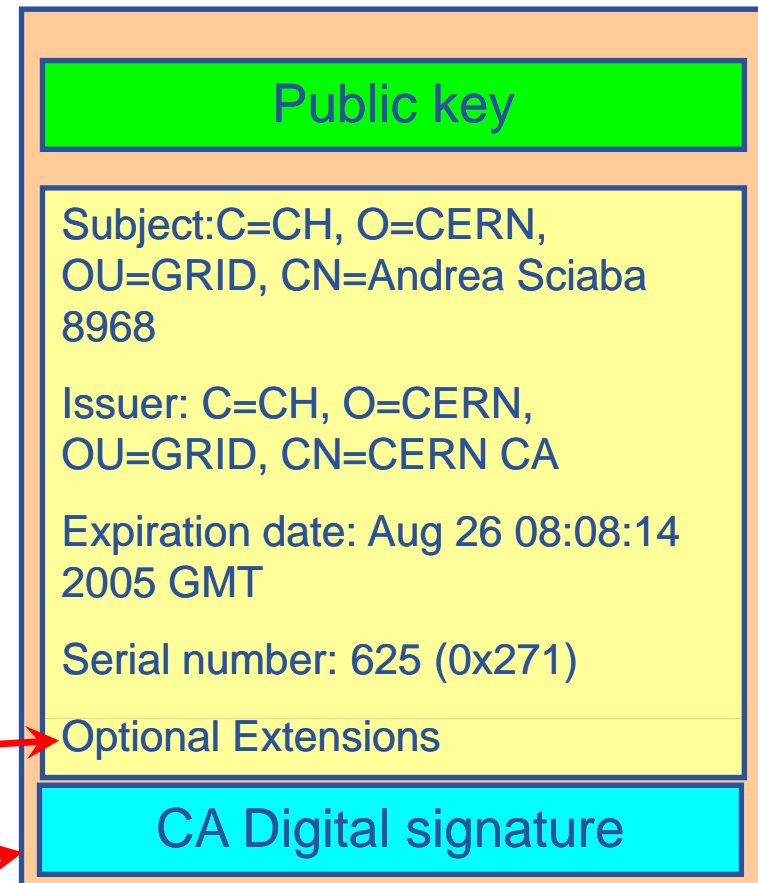 Public key
Subject:C=CH, O=CERN,
OU=GRID, CN=Andrea Sciaba
8968
Issuer: C=CH, O=CERN,
OU=GRID, CN=CERN CA
Expiration date: Aug 26 08:08:14
2005 GMT
Serial number: 625 (0x271)
Optional Extensions
CA Digital signature